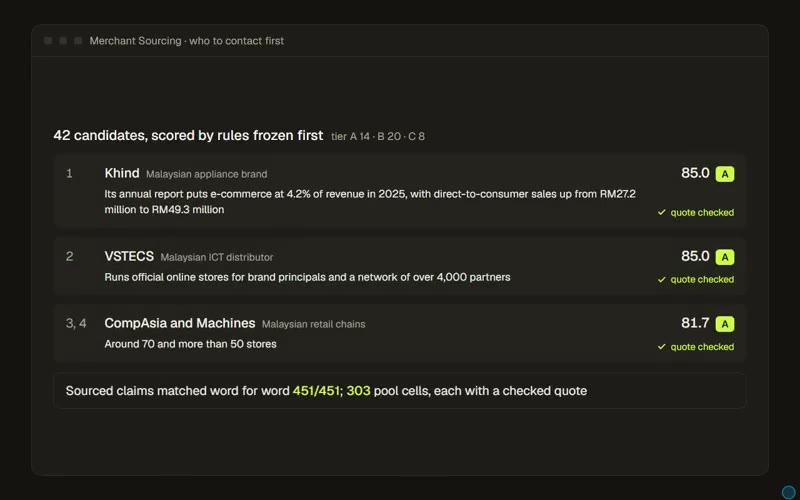 Merchant Sourcing · who to contact first
42 candidates, scored by rules frozen first tier A 14 · B 20 · C 8
1 Khind Malaysian appliance brand 85.0 A
Its annual report puts e-commerce at 4.2% of revenue in 2025, with direct-to-consumer sales up from RM27.2
million to RM49.3 million
✓ quote checked
2 VSTECS Malaysian ICT distributor 85.0 A
Runs official online stores for brand principals and a network of over 4,000 partners
✓ quote checked
3, 4 CompAsia and Machines Malaysian retail chains 81.7 A
Around 70 and more than 50 stores
✓ quote checked
Sourced claims matched word for word 451/451; 303 pool cells, each with a checked quote